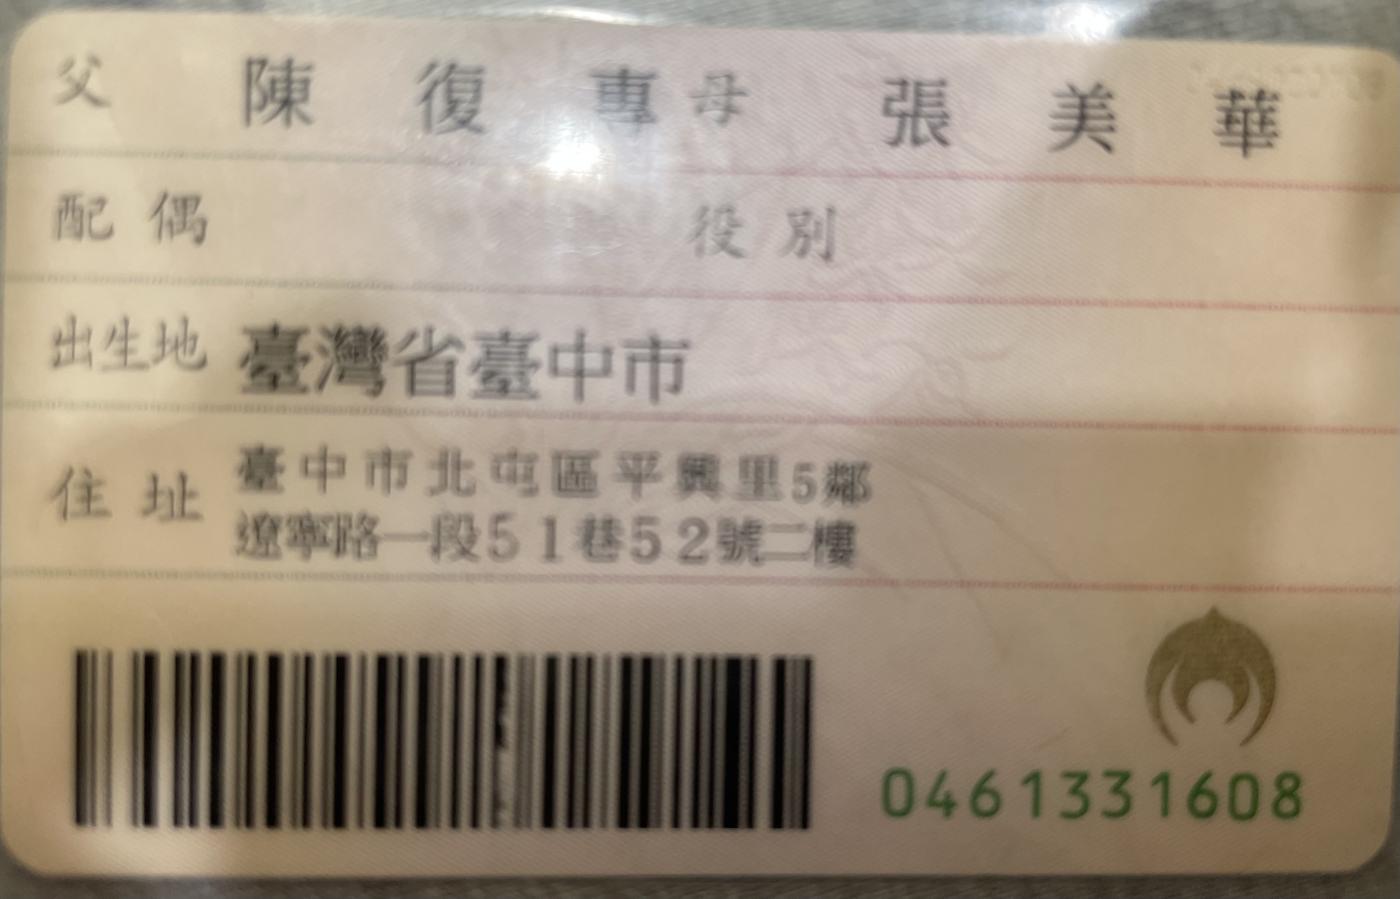 父 陳 復 專 母 張 美 華
配 偶 役 別
出生地 臺灣省臺中市
住 址 臺中市北屯區平興里5鄰
遼寧路一段51巷52號二樓
0461331608